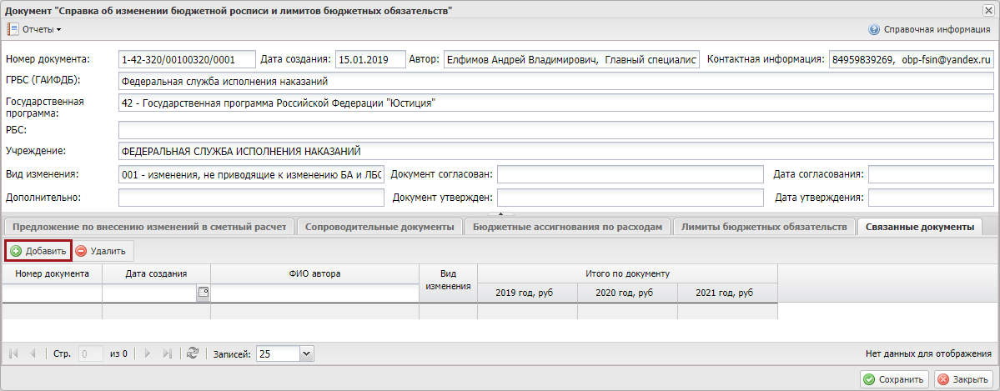 Документ "Справка об изменении бюджетной росписи и лимитов бюджетных обязательств"
Отчеты
Справочная информация
Номер документа: 1-42-320/00100320/0001 Дата создания: 15.01.2019 Автор: Елфимов Андрей Владимирович, Главный специалис Контактная информация: 84959839269, obp-fsin@yandex.ru
ГРБС (ГАИФДБ): Федеральная служба исполнения наказаний
Государственная программа: 42 - Государственная программа Российской Федерации "Юстиция"
РБС:
Учреждение: ФЕДЕРАЛЬНАЯ СЛУЖБА ИСПОЛНЕНИЯ НАКАЗАНИЙ
Вид изменения: 001 - изменения, не приводящие к изменению БА и ЛБО Документ согласован: Дата согласования:
Дополнительно: Документ утвержден: Дата утверждения:
Предложение по внесению изменений в сметный расчет Сопроводительные документы Бюджетные ассигнования по расходам Лимиты бюджетных обязательств Связанные документы
Добавить Удалить
Номер документа Дата создания ФИО автора Вид изменения Итого по документу
2019 год, руб 2020 год, руб 2021 год, руб
Стр. 0 из 0 Записей: 25 Нет данных для отображения
Сохранить Закрыть